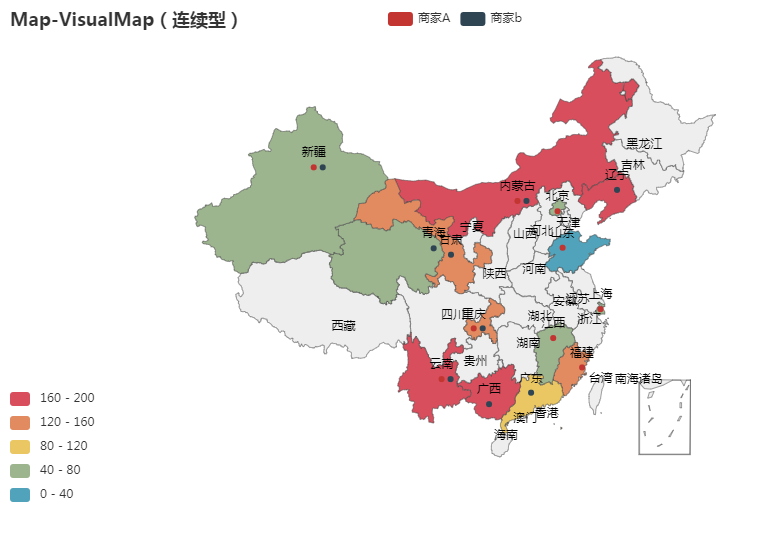 Map-VisualMap（连续型）
商家A
商家b
黑龙江
吉林
新疆
辽宁
内蒙古
北京
天津
青海
宁夏
山西
河北
山东
甘肃
陕西
河南
江苏
上海
安徽
四川
重庆
湖北
浙江
西藏
江西
湖南
福建
贵州
云南
广西
广东
台湾
南海诸岛
香港
澳门
海南
160 - 200
120 - 160
80 - 120
40 - 80
0 - 40